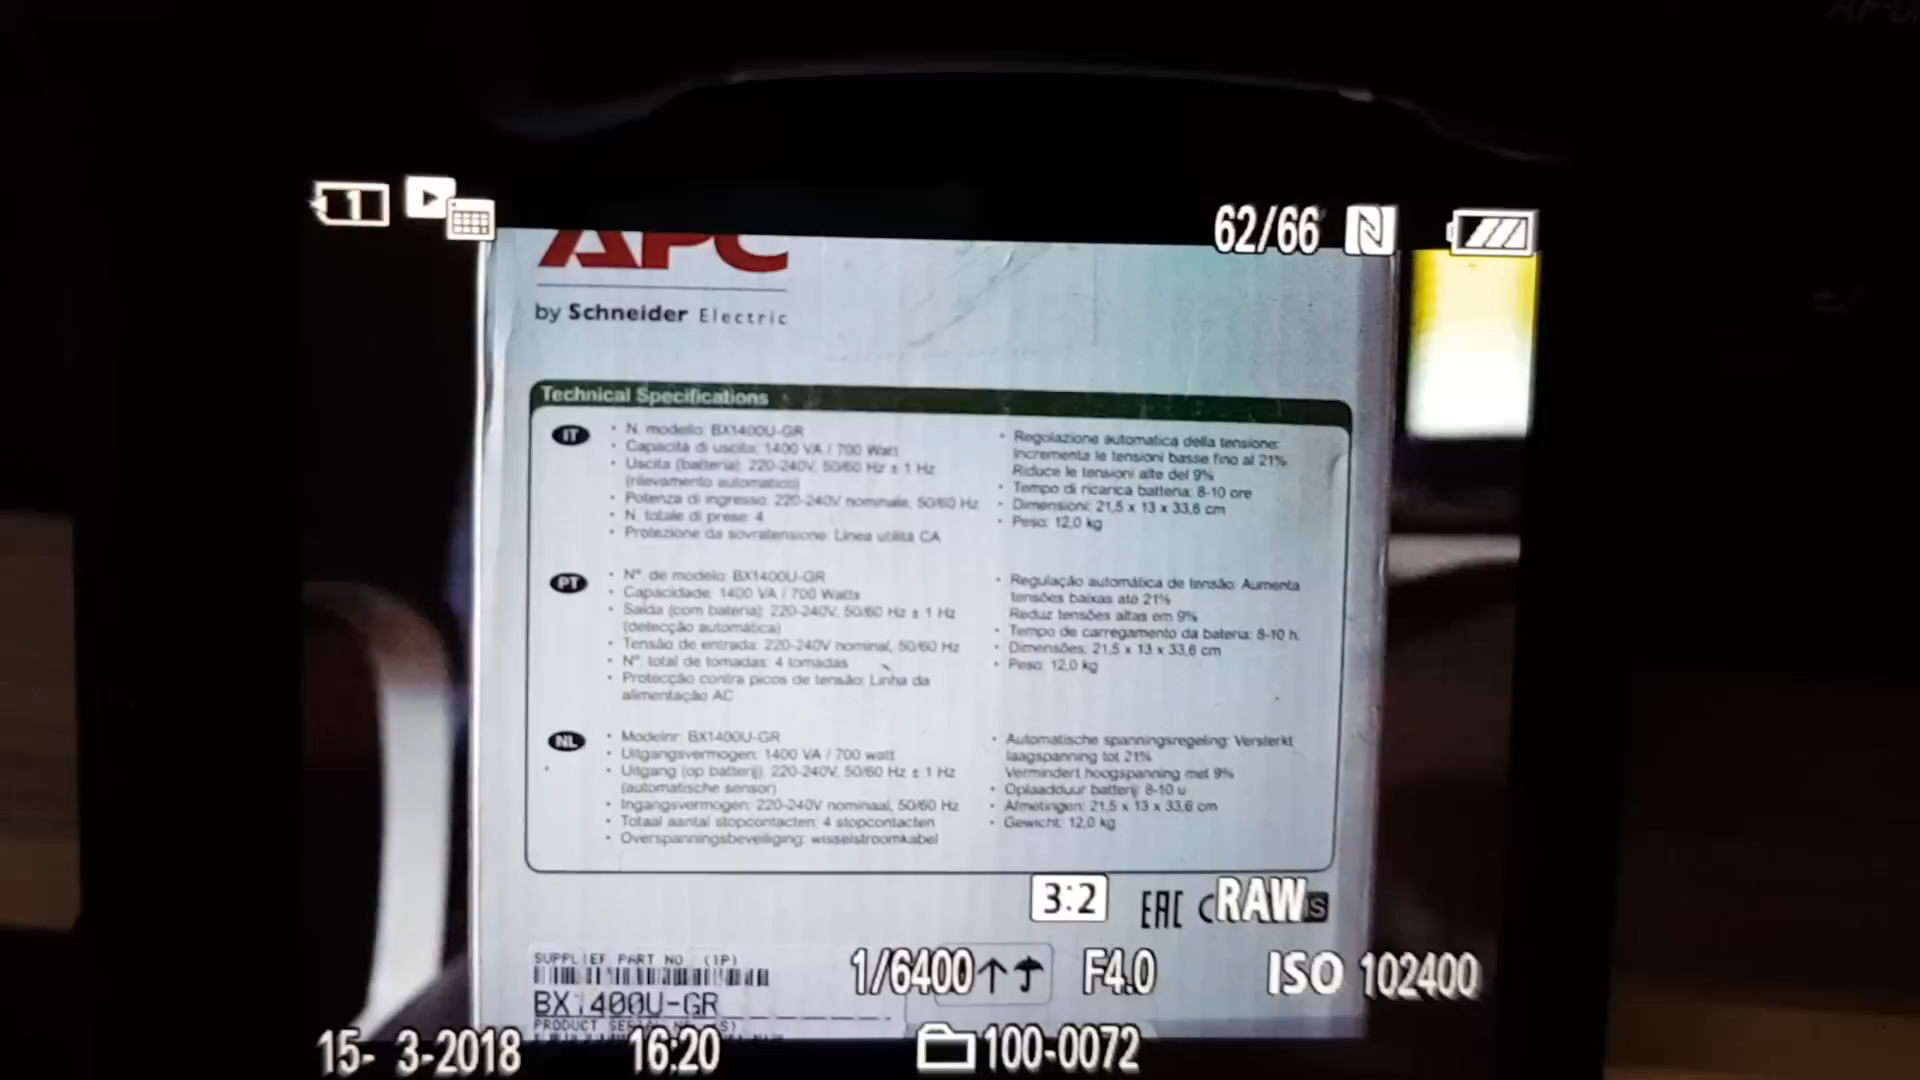 1
62/66
APC
by Schneider Electric
Technical Specifications
IT
• N. modello: BX1400U-GR
• Capacità di uscita: 1400 VA / 700 Watt
• Uscita (batteria): 220-240V, 50/60 Hz ± 1 Hz
(rilevamento automatico)
• Potenza di ingresso: 220-240V nominale, 50/60 Hz
• N. totale di prese: 4
• Protezione da sovratensione: Linea utilità CA
• Regolazione automatica della tensione:
Incrementa le tensioni basse fino al 21%
Riduce le tensioni alte del 9%
• Tempo di ricarica batteria: 8-10 ore
• Dimensioni: 21,5 x 13 x 33,6 cm
• Peso: 12,0 kg
PT
• N° de modelo: BX1400U-GR
• Capacidade: 1400 VA / 700 Watts
• Saída (com bateria): 220-240V, 50/60 Hz ± 1 Hz
(detecção automática)
• Tensão de entrada: 220-240V nominal, 50/60 Hz
• N°. total de tomadas: 4 tomadas
• Protecção contra picos de tensão: Linha da
alimentação AC
• Regulação automática de tensão: Aumenta
tensões baixas até 21%
Reduz tensões altas em 9%
• Tempo de carregamento da bateria: 8-10 h.
• Dimensões: 21,5 x 13 x 33,6 cm
• Peso: 12,0 kg
NL
• Modelnr: BX1400U-GR
• Uitgangsvermogen: 1400 VA / 700 watt
• Uitgang (op batterij): 220-240V, 50/60 Hz ± 1 Hz
(automatische sensor)
• Ingangsvermogen: 220-240V nominaal, 50/60 Hz
• Totaal aantal stopcontacten: 4 stopcontacten
• Overspanningsbeveiliging: wisselstroomkabel
• Automatische spanningsregeling: Versterkt
laagspanning tot 21%
Vermindert hoogspanning met 9%
• Oplaadduur batterij: 8-10 u
• Afmetingen: 21,5 x 13 x 33,6 cm
• Gewicht: 12,0 kg
3:2
EAC
RAW
SUPPLIER PART NO (1P)
BX1400U-GR
PRODUCT
1/6400
F4.0
ISO 102400
15- 3-2018
16:20
100-0072